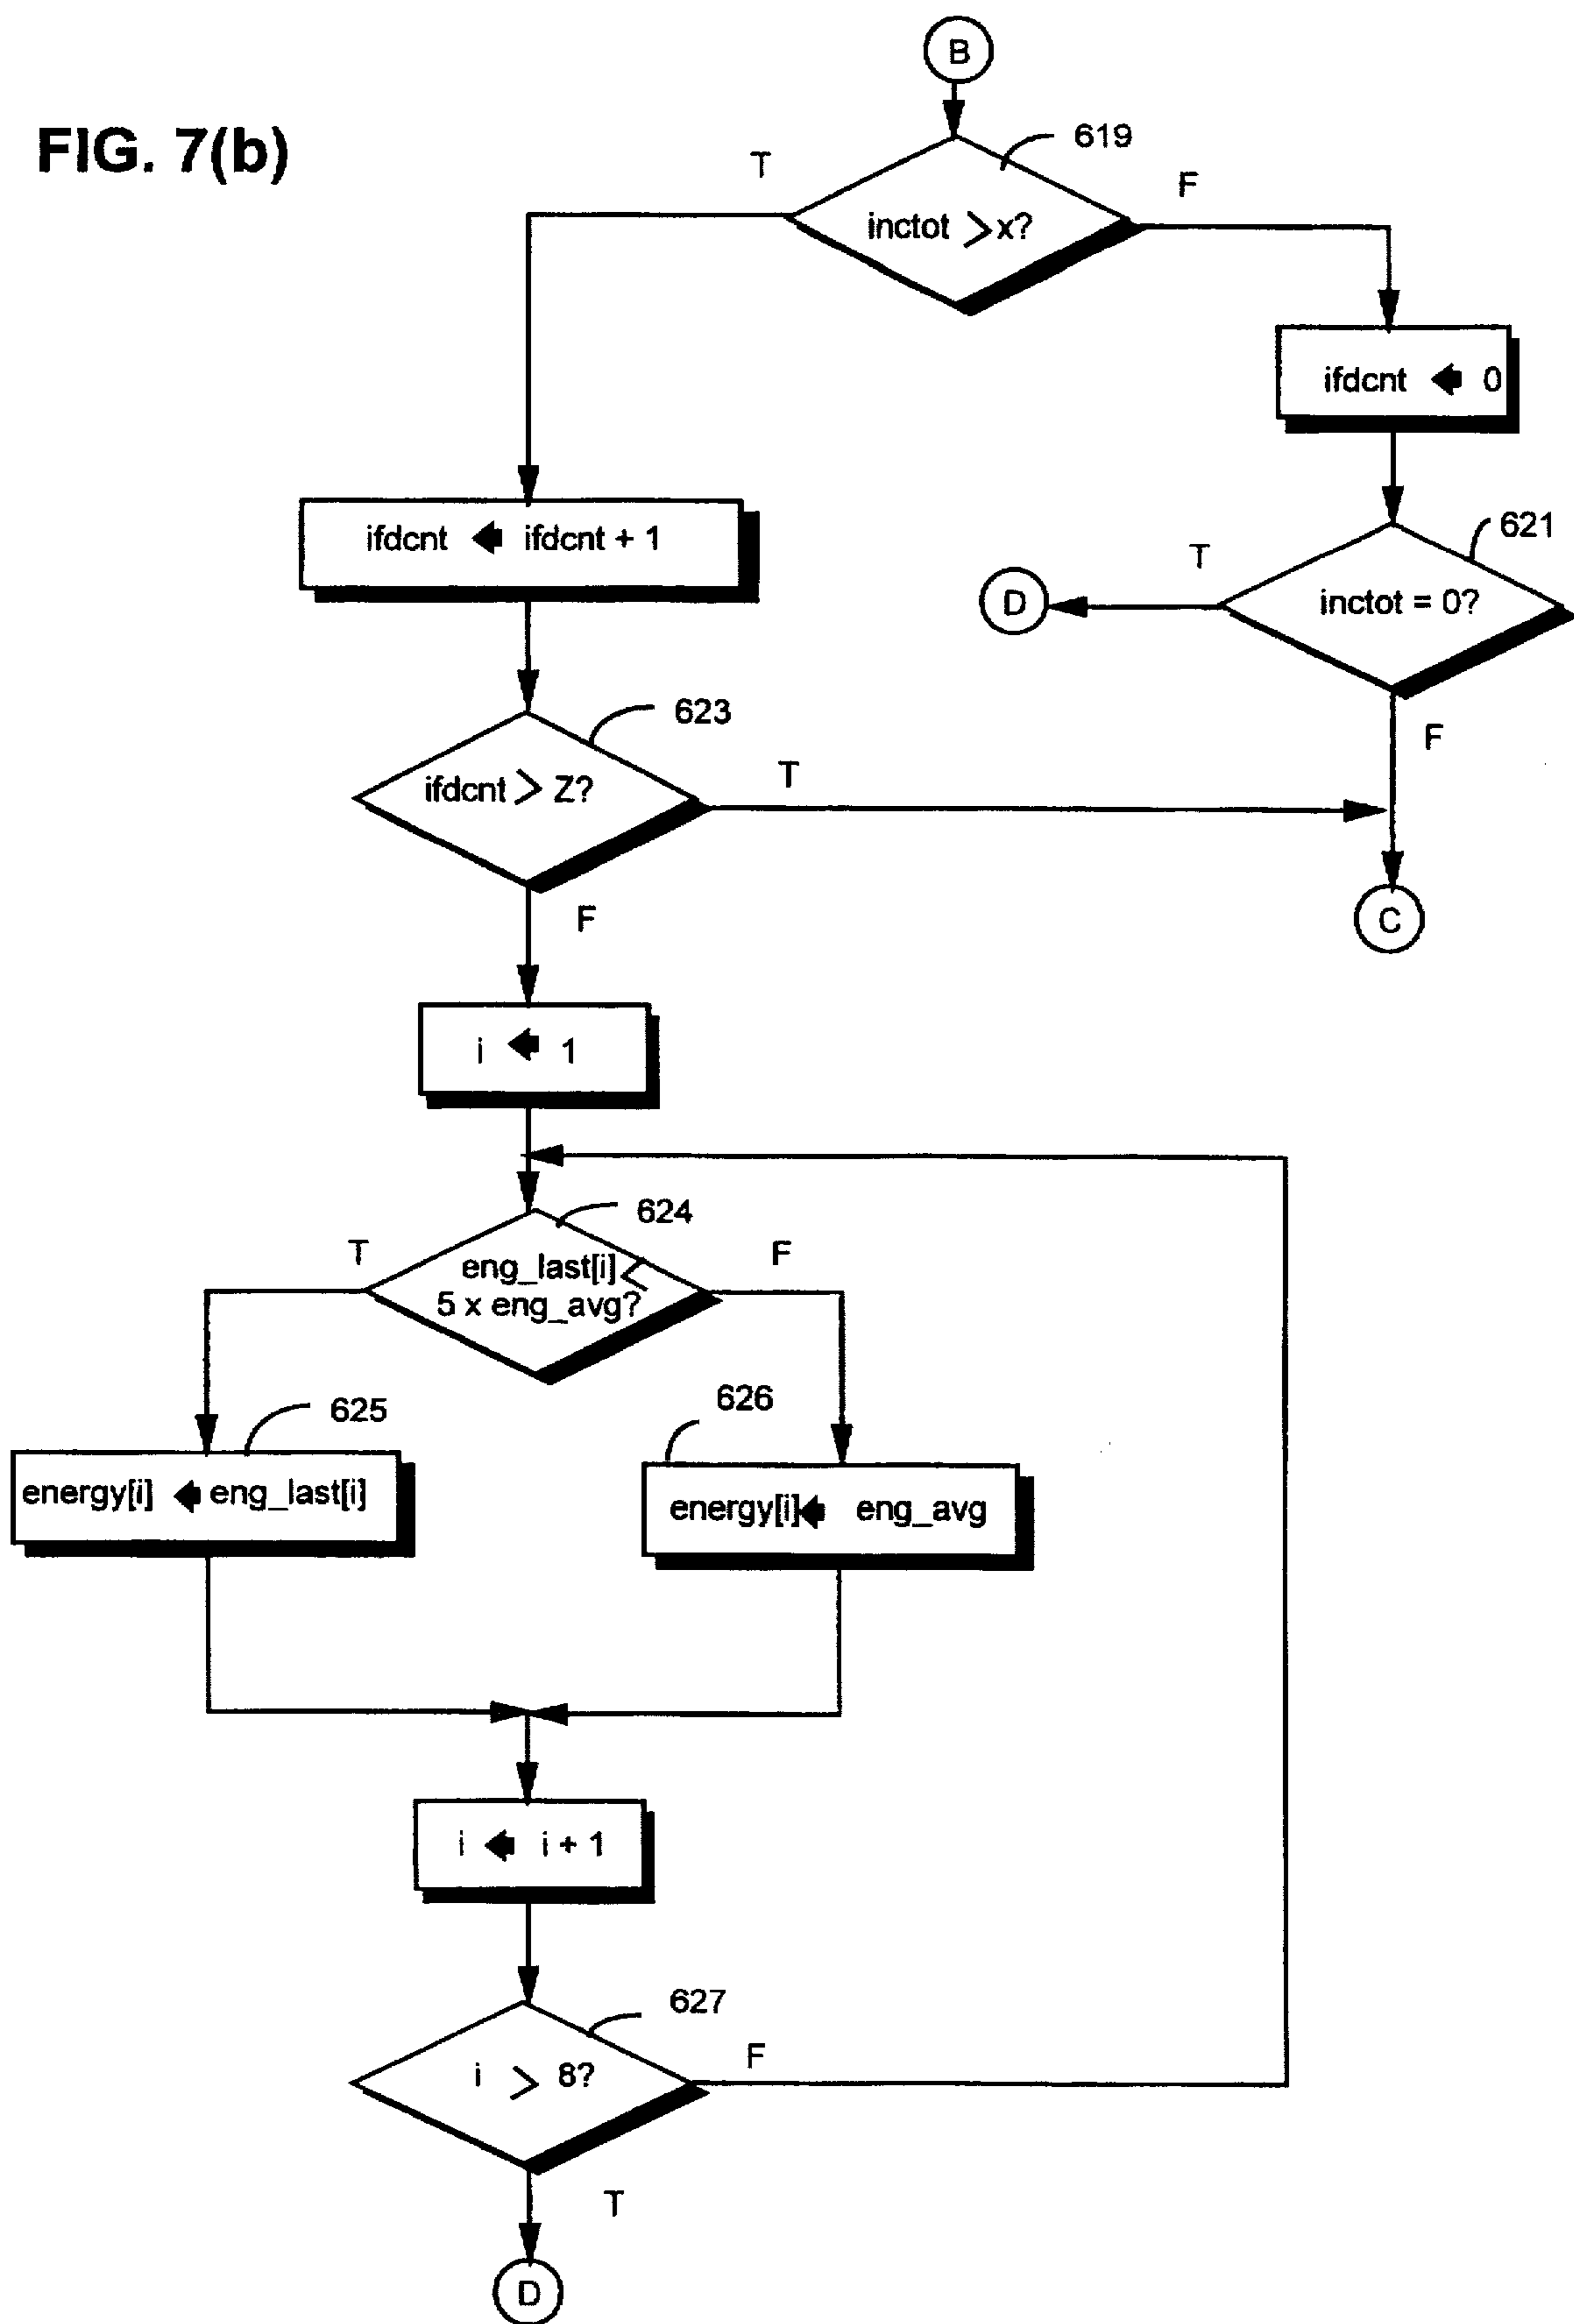 B
FIG. 7(b)
619
T
F
inctot > x?
ifdcnt ← 0
ifdcnt ← ifdcnt + 1
621
T
D
inctot = 0?
623
F
ifdcnt > Z?
T
F
C
i ← 1
624
T
F
eng_last[i] <
5 x eng_avg?
625
626
energy[i] ← eng_last[i]
energy[i] ← eng_avg
i ← i + 1
627
i > 8?
F
T
D